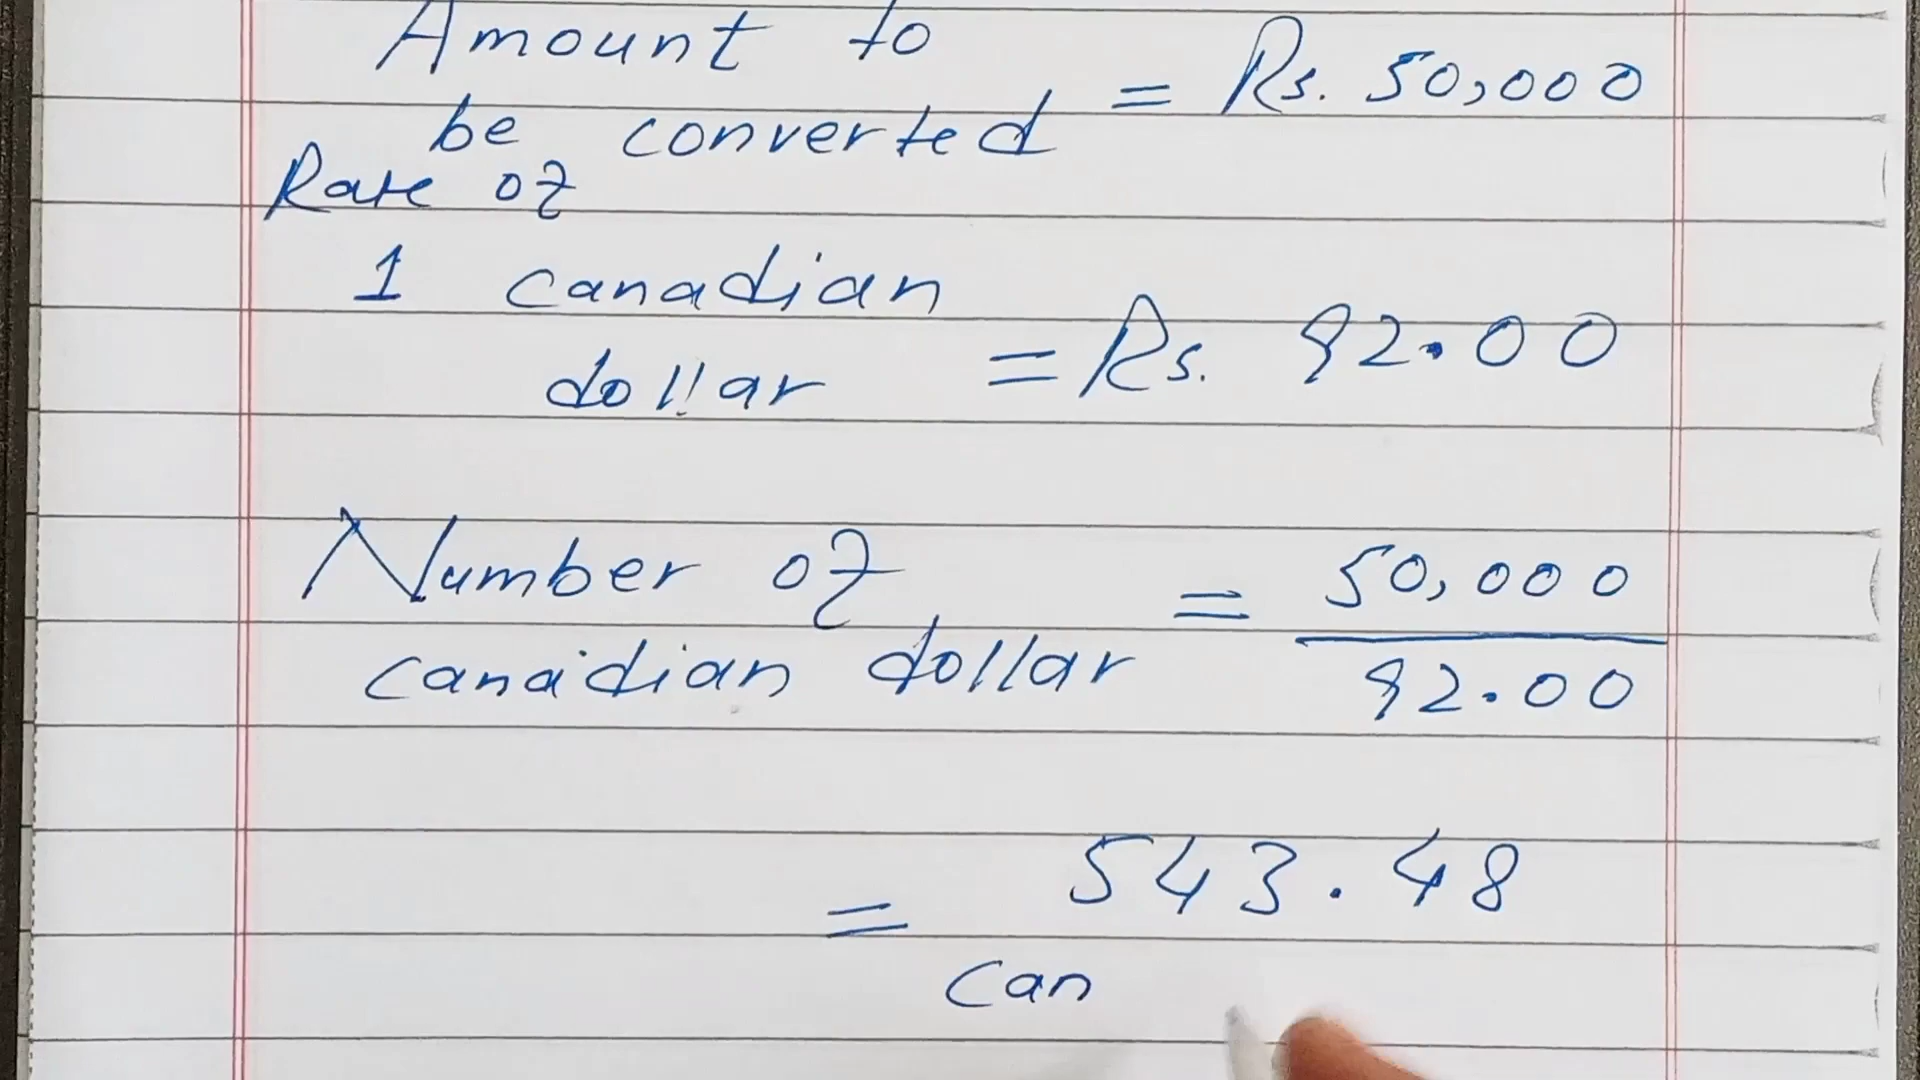 Amount to
be converted = Rs. 50,000
Rate of
1 canadian
dollar = Rs. 92.00
Number of
canadian dollar = 50,000
92.00
= 543.48
can